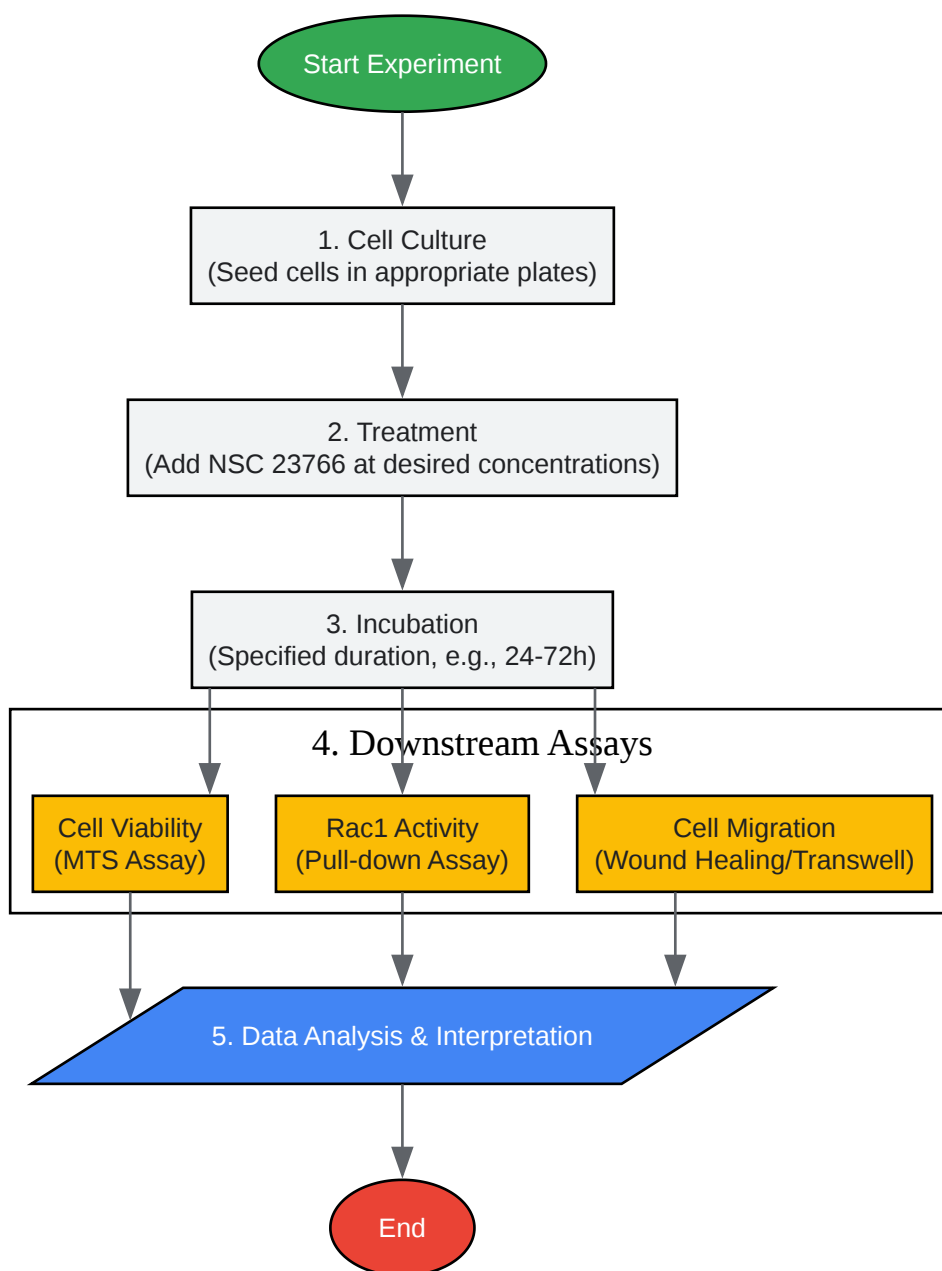 Start Experiment
1. Cell Culture
(Seed cells in appropriate plates)
2. Treatment
(Add NSC 23766 at desired concentrations)
3. Incubation
(Specified duration, e.g., 24-72h)
4. Downstream Assays
Cell Viability
(MTS Assay)
Rac1 Activity
(Pull-down Assay)
Cell Migration
(Wound Healing/Transwell)
5. Data Analysis & Interpretation
End